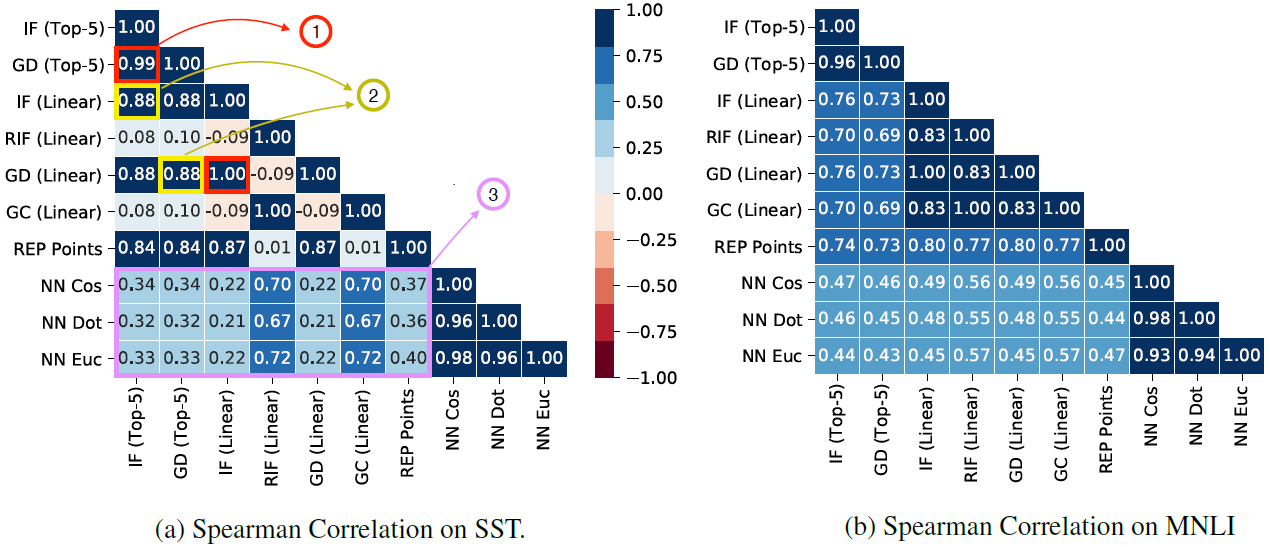 IF (Top-5) 1.00
GD (Top-5) 0.99 1.00
IF (Linear) 0.88 0.88 1.00
RIF (Linear) 0.08 0.10 -0.09 1.00
GD (Linear) 0.88 0.88 1.00 -0.09 1.00
GC (Linear) 0.08 0.10 -0.09 1.00 -0.09 1.00
REP Points 0.84 0.84 0.87 0.01 0.87 0.01 1.00
NN Cos 0.34 0.34 0.22 0.70 0.22 0.70 0.37 1.00
NN Dot 0.32 0.32 0.21 0.67 0.21 0.67 0.36 0.96 1.00
NN Euc 0.33 0.33 0.22 0.72 0.22 0.72 0.40 0.98 0.96 1.00
IF (Top-5)
GD (Top-5)
IF (Linear)
RIF (Linear)
GD (Linear)
GC (Linear)
REP Points
NN Cos
NN Dot
NN Euc
1
2
3
1.00
0.75
0.50
0.25
0.00
−0.25
−0.50
−0.75
−1.00
(a) Spearman Correlation on SST.
IF (Top-5) 1.00
GD (Top-5) 0.96 1.00
IF (Linear) 0.76 0.73 1.00
RIF (Linear) 0.70 0.69 0.83 1.00
GD (Linear) 0.76 0.73 1.00 0.83 1.00
GC (Linear) 0.70 0.69 0.83 1.00 0.83 1.00
REP Points 0.74 0.73 0.80 0.77 0.80 0.77 1.00
NN Cos 0.47 0.46 0.49 0.56 0.49 0.56 0.45 1.00
NN Dot 0.46 0.45 0.48 0.55 0.48 0.55 0.44 0.98 1.00
NN Euc 0.44 0.43 0.45 0.57 0.45 0.57 0.47 0.93 0.94 1.00
IF (Top-5)
GD (Top-5)
IF (Linear)
RIF (Linear)
GD (Linear)
GC (Linear)
REP Points
NN Cos
NN Dot
NN Euc
(b) Spearman Correlation on MNLI